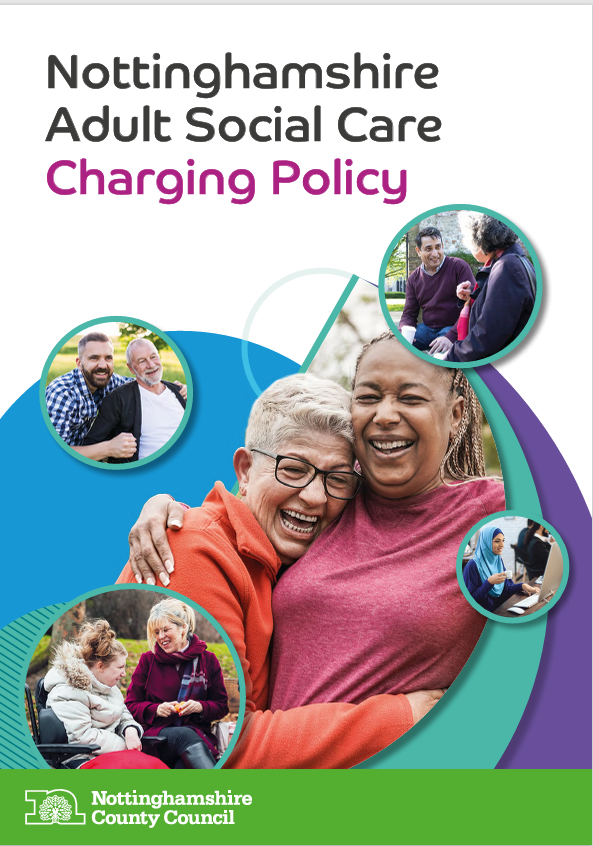 Nottinghamshire
Adult Social Care
Charging Policy
Nottinghamshire
County Council